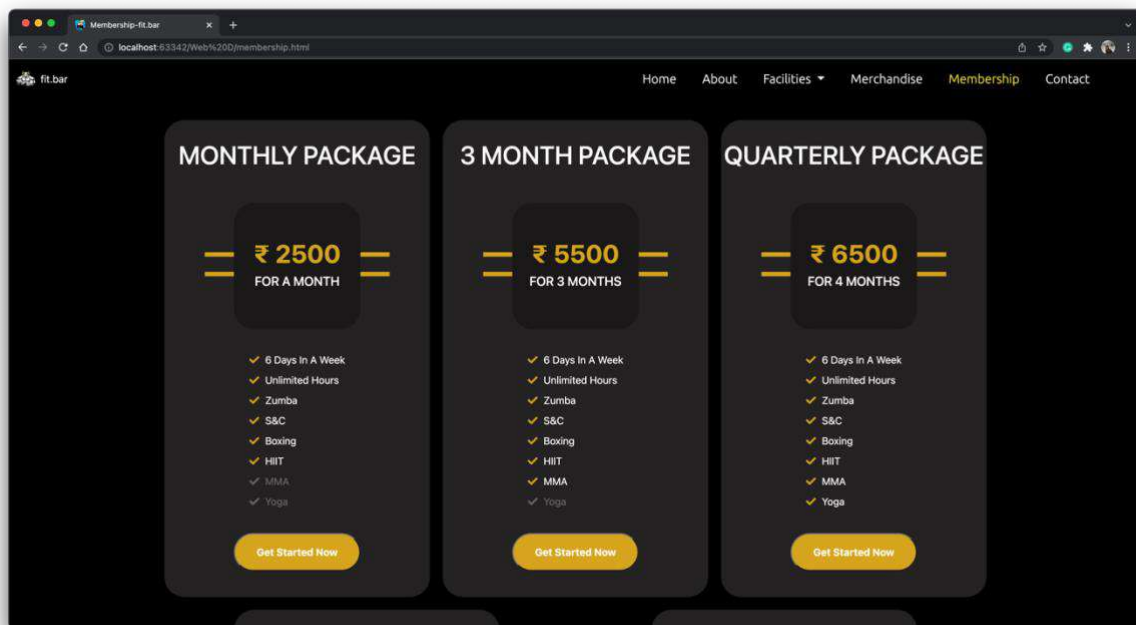 Membership-fit.bar
localhost:63342/Web%20D/membership.html
fit.bar
Home About Facilities Merchandise Membership Contact
MONTHLY PACKAGE
₹ 2500
FOR A MONTH
6 Days In A Week
Unlimited Hours
Zumba
S&C
Boxing
HIIT
MMA
Yoga
Get Started Now
3 MONTH PACKAGE
₹ 5500
FOR 3 MONTHS
6 Days In A Week
Unlimited Hours
Zumba
S&C
Boxing
HIIT
MMA
Yoga
Get Started Now
QUARTERLY PACKAGE
₹ 6500
FOR 4 MONTHS
6 Days In A Week
Unlimited Hours
Zumba
S&C
Boxing
HIIT
MMA
Yoga
Get Started Now